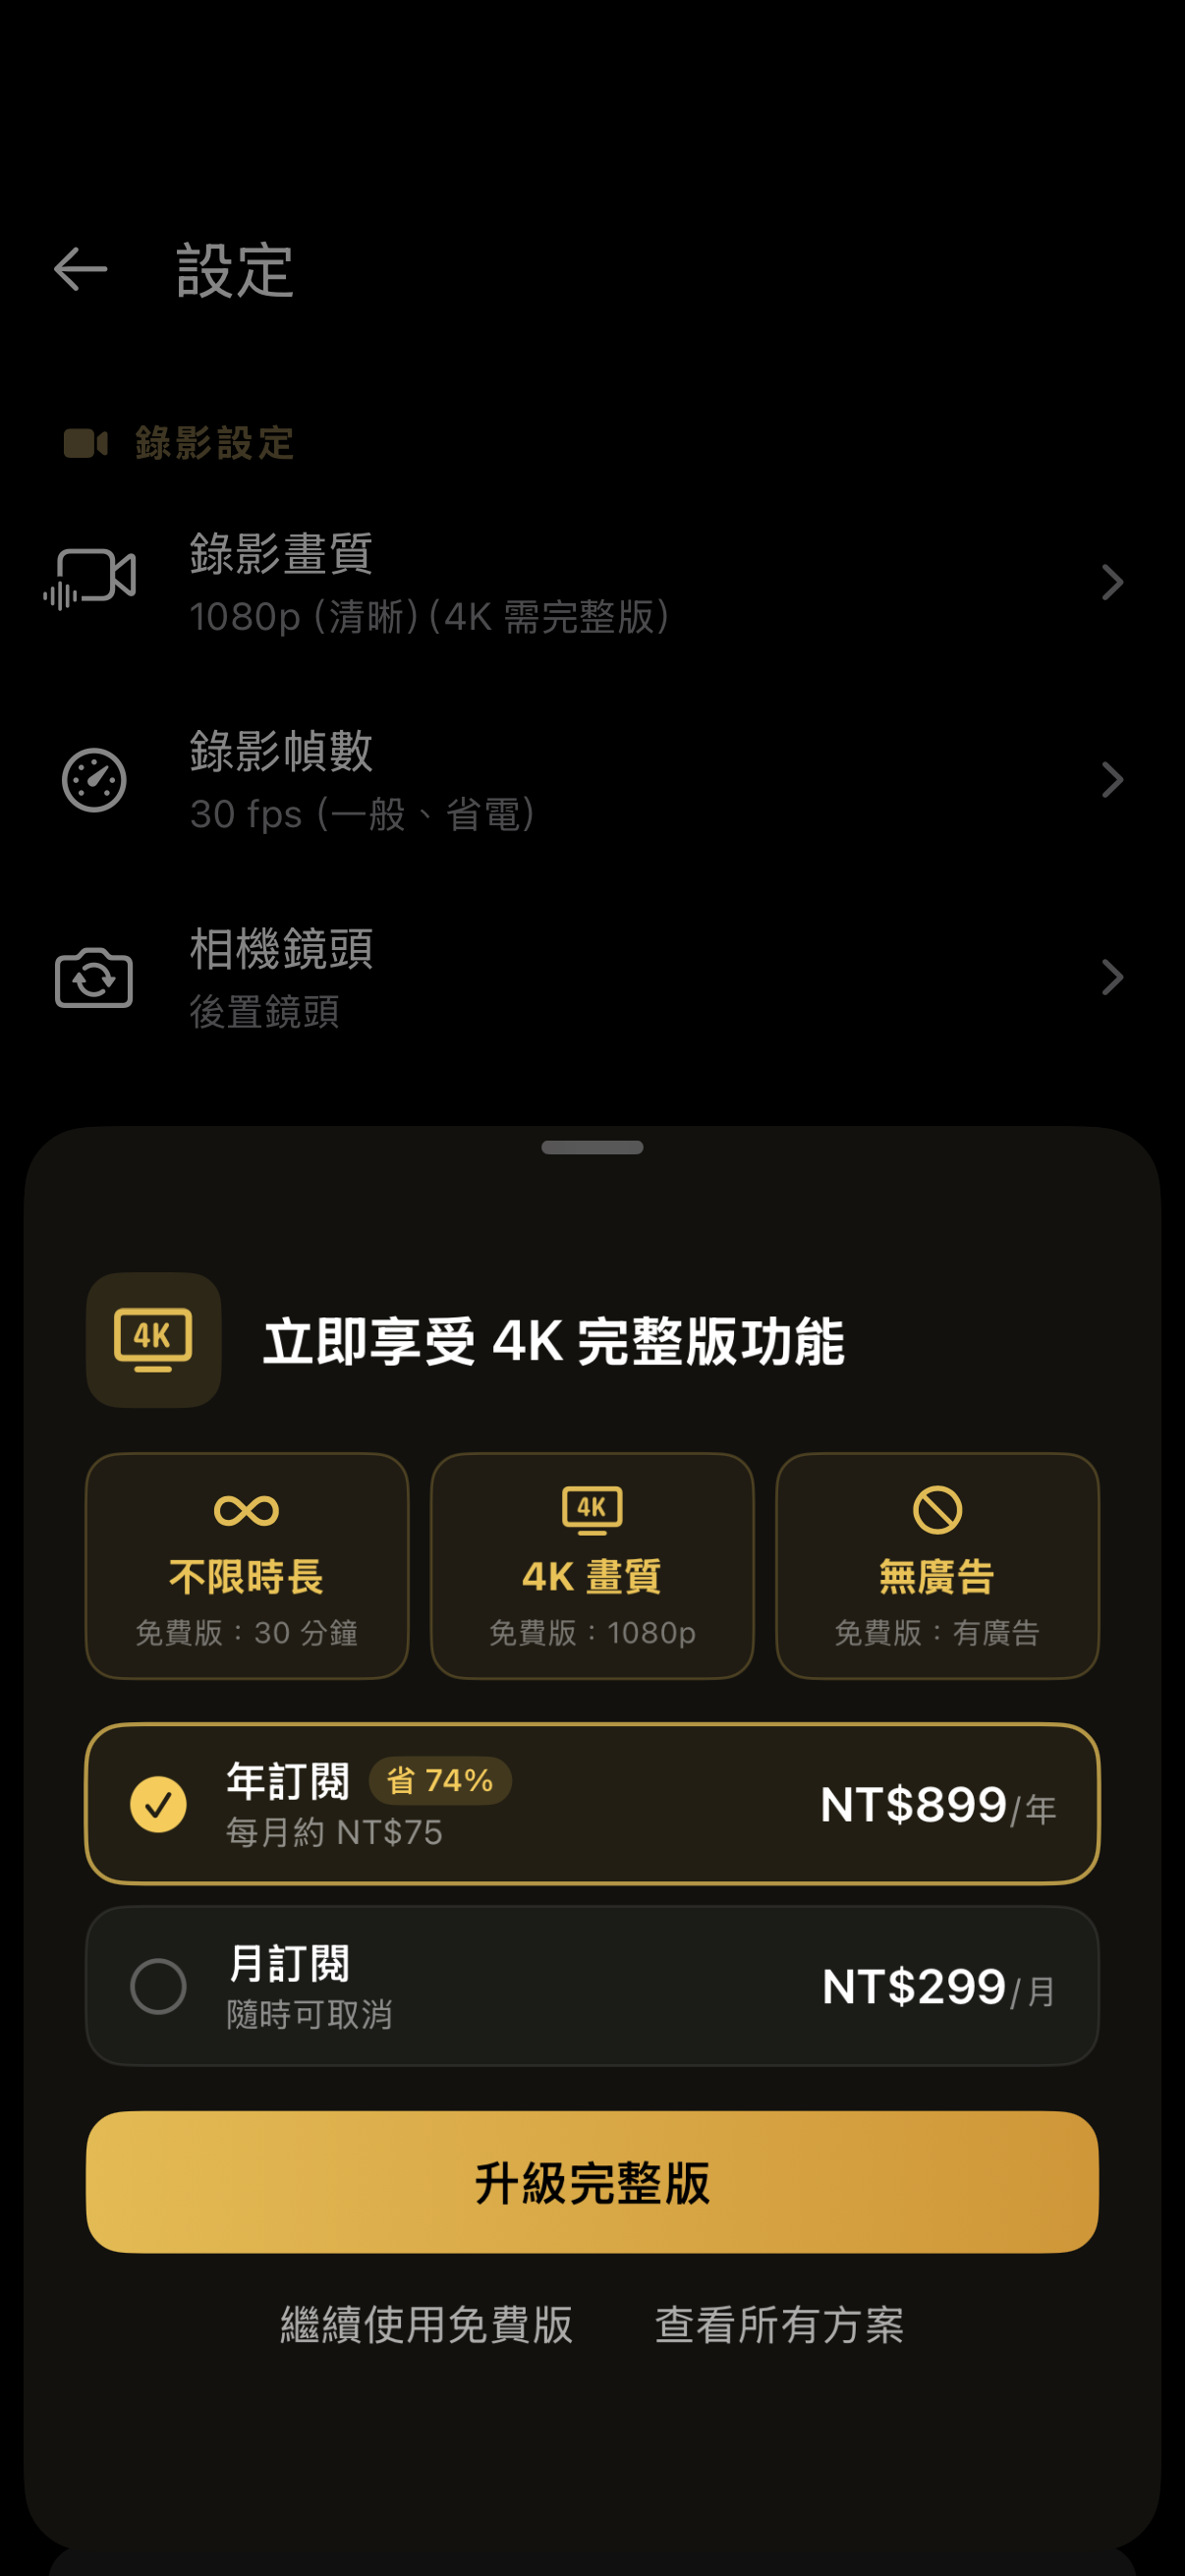 設定
錄影設定
錄影畫質
1080p (清晰) (4K 需完整版)
錄影幀數
30 fps (一般、省電)
相機鏡頭
後置鏡頭
4K
立即享受 4K 完整版功能
不限時長
免費版：30 分鐘
4K
4K 畫質
免費版：1080p
無廣告
免費版：有廣告
年訂閱 省 74%
每月約 NT$75
NT$899/年
月訂閱
隨時可取消
NT$299/月
升級完整版
繼續使用免費版 查看所有方案